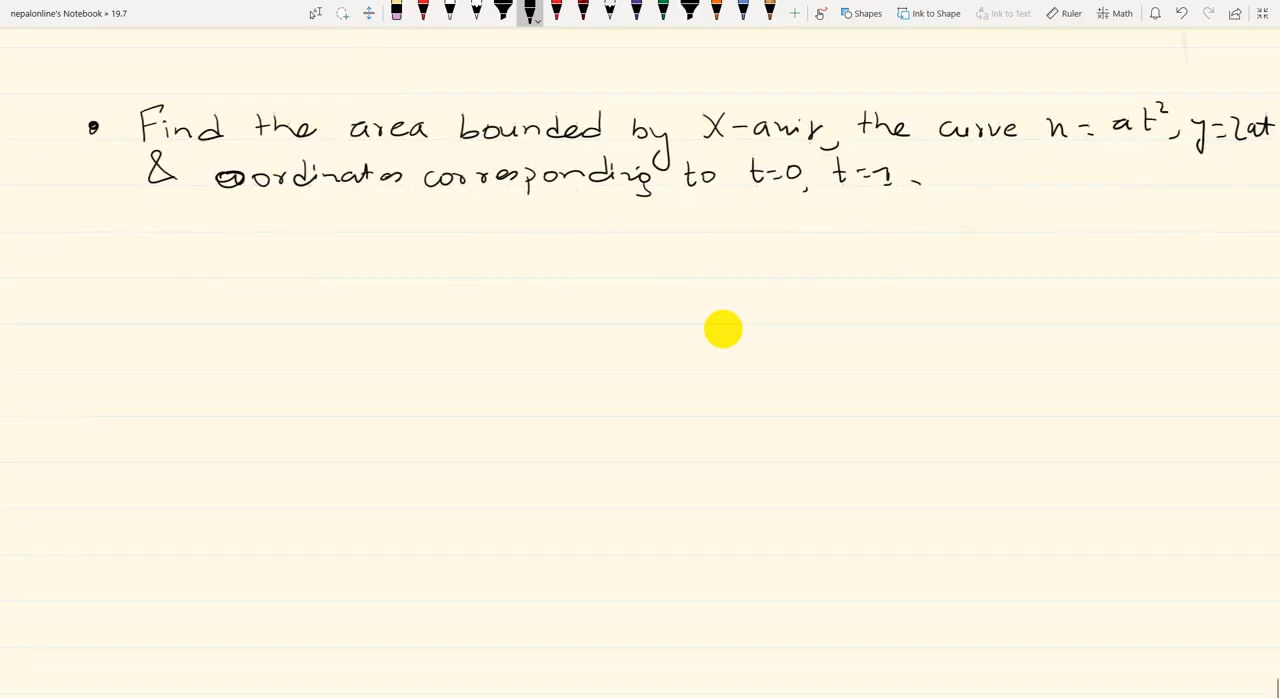 nepalonline's Notebook » 19.7
Shapes Ink to Shape Ink to Text Ruler Math
• Find the area bounded by X-axis, the curve x = at², y=2at
& ordinates corresponding to t=0, t=1.